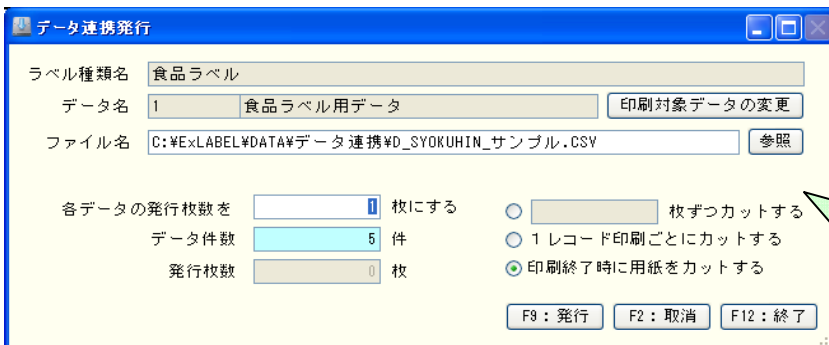 データ連携発行
ラベル種類名 食品ラベル
データ名 1 食品ラベル用データ 印刷対象データの変更
ファイル名 C:¥ExLABEL¥DATA¥データ連携¥D_SYOKUHIN_サンプル.CSV 参照
各データの発行枚数を 1 枚にする 枚ずつカットする
データ件数 5 件 1レコード印刷ごとにカットする
発行枚数 0 枚 印刷終了時に用紙をカットする
F9:発行 F2:取消 F12:終了